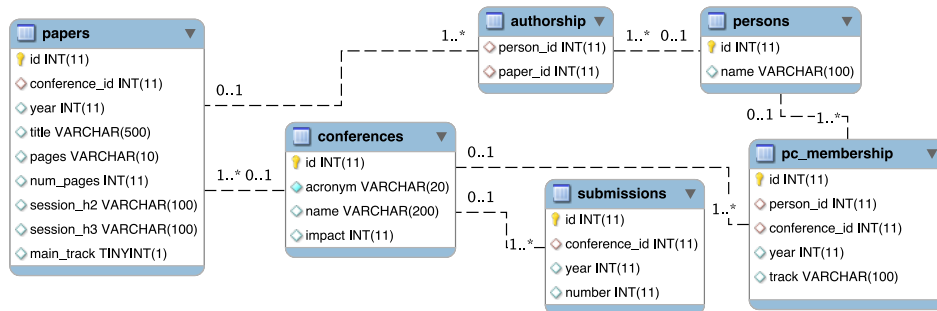 papers
id INT(11)
conference_id INT(11)
year INT(11)
title VARCHAR(500)
pages VARCHAR(10)
num_pages INT(11)
session_h2 VARCHAR(100)
session_h3 VARCHAR(100)
main_track TINYINT(1)
1..*
0..1
authorship
person_id INT(11)
paper_id INT(11)
1..* 0..1
persons
id INT(11)
name VARCHAR(100)
0..1
1..*
1..* 0..1
conferences
id INT(11)
acronym VARCHAR(20)
name VARCHAR(200)
impact INT(11)
0..1
1..*
0..1
1..*
submissions
id INT(11)
conference_id INT(11)
year INT(11)
number INT(11)
pc_membership
id INT(11)
person_id INT(11)
conference_id INT(11)
year INT(11)
track VARCHAR(100)